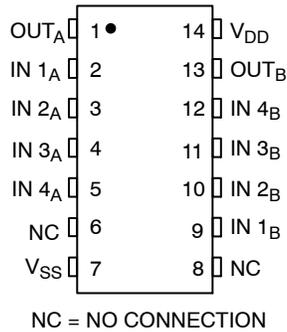 OUTA 1 14 VDD
IN 1A 2 13 OUTB
IN 2A 3 12 IN 4B
IN 3A 4 11 IN 3B
IN 4A 5 10 IN 2B
NC 6 9 IN 1B
VSS 7 8 NC
NC = NO CONNECTION